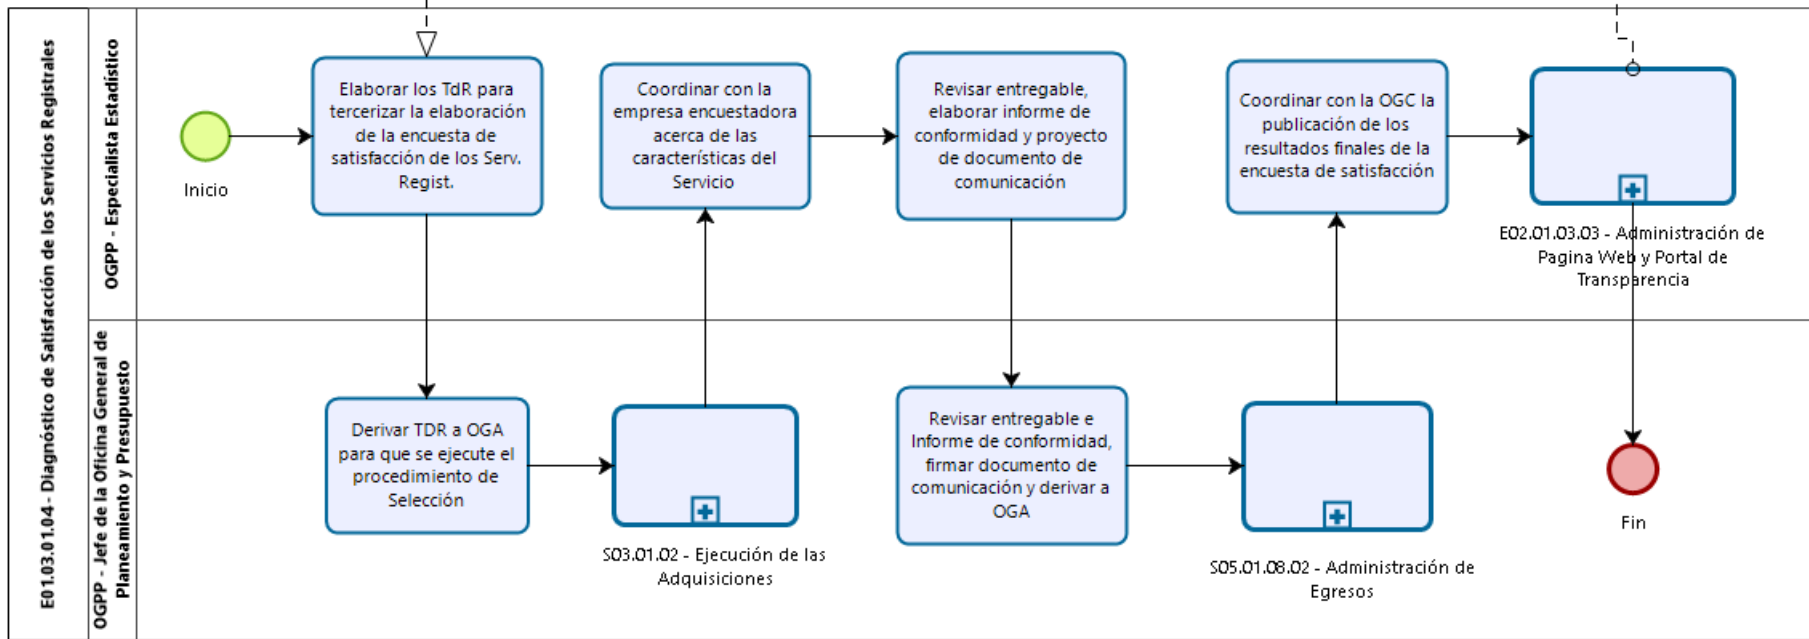 E01.03.01.04 - Diagnóstico de Satisfacción de los Servicios Registrales
OGPP - Especialista Estadístico
Inicio
Elaborar los TdR para
tercerizar la elaboración
de la encuesta de
satisfacción de los Serv.
Regist.
Coordinar con la
empresa encuestadora
acerca de las
características del
Servicio
Revisar entregable,
elaborar informe de
conformidad y proyecto
de documento de
comunicación
Coordinar con la OGC la
publicación de los
resultados finales de la
encuesta de satisfacción
E02.01.03.03 - Administración de
Pagina Web y Portal de
Transparencia
OGPP - Jefe de la Oficina General de
Planeamiento y Presupuesto
Derivar TDR a OGA
para que se ejecute el
procedimiento de
Selección
S03.01.02 - Ejecución de las
Adquisiciones
Revisar entregable e
Informe de conformidad,
firmar documento de
comunicación y derivar a
OGA
S05.01.08.02 - Administración de
Egresos
Fin